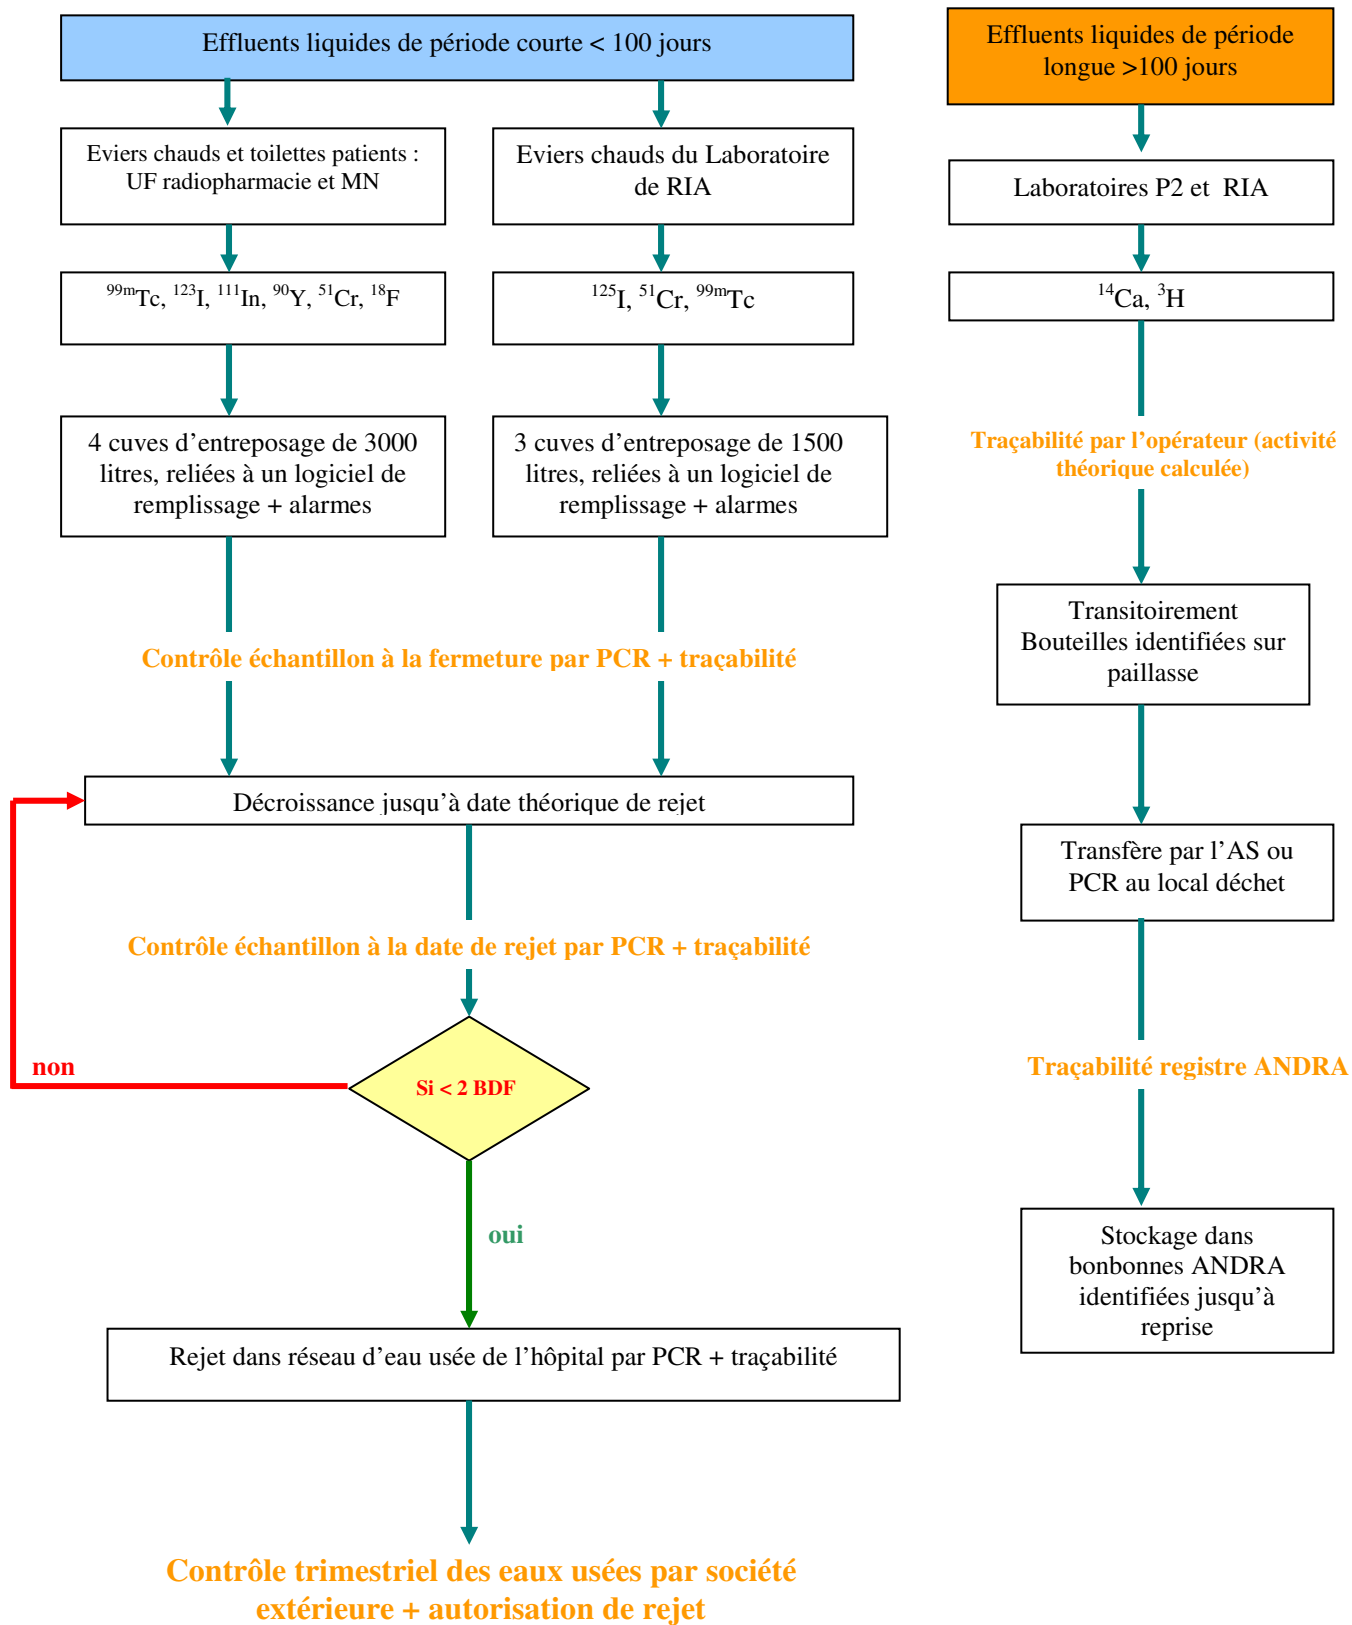 Effluents liquides de période courte < 100 jours
Eviers chauds et toilettes patients :
UF radiopharmacie et MN
Eviers chauds du Laboratoire
de RIA
99mTc, 123I, 111In, 90Y, 51Cr, 18F
125I, 51Cr, 99mTc
4 cuves d’entreposage de 3000
litres, reliées à un logiciel de
remplissage + alarmes
3 cuves d’entreposage de 1500
litres, reliées à un logiciel de
remplissage + alarmes
Contrôle échantillon à la fermeture par PCR + traçabilité
Décroissance jusqu’à date théorique de rejet
Contrôle échantillon à la date de rejet par PCR + traçabilité
non
Si < 2 BDF
oui
Rejet dans réseau d’eau usée de l’hôpital par PCR + traçabilité
Contrôle trimestriel des eaux usées par société
extérieure + autorisation de rejet
Effluents liquides de période
longue >100 jours
Laboratoires P2 et RIA
14Ca, 3H
Traçabilité par l’opérateur (activité
théorique calculée)
Transitoirement
Bouteilles identifiées sur
paillasse
Transfère par l’AS ou
PCR au local déchet
Traçabilité registre ANDRA
Stockage dans
bonbonnes ANDRA
identifiées jusqu’à
reprise